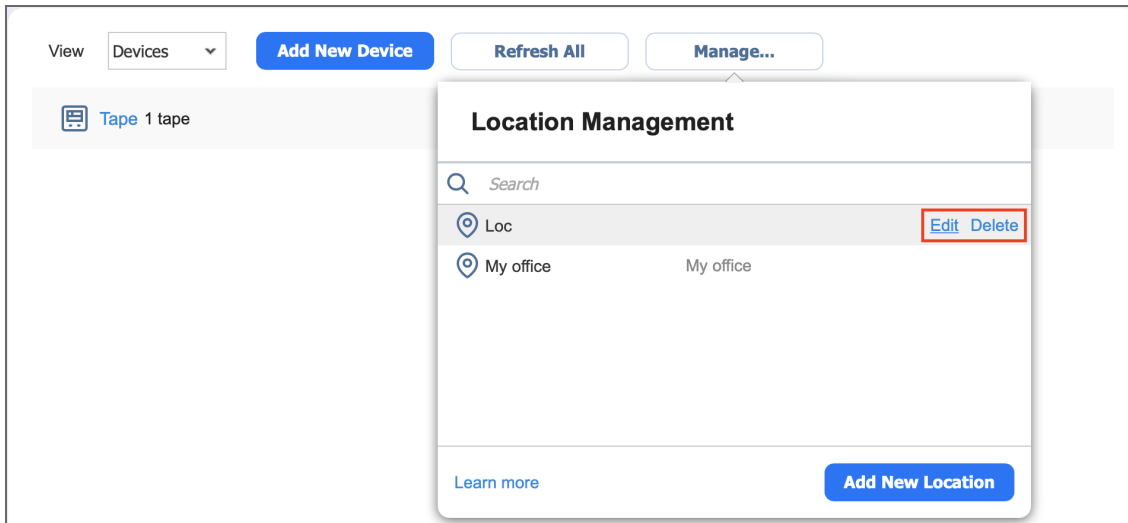 View Devices Add New Device Refresh All Manage...
Tape 1 tape
Location Management
Search
Loc Edit Delete
My office My office
Learn more Add New Location